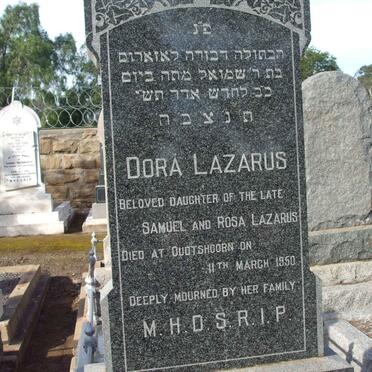 פ״נ
הבתולה דבורה לאזארוס
בת ר׳ שמואל מתה ביום
כב לחדש אדר תש״י
תנצבה
DORA LAZARUS
BELOVED DAUGHTER OF THE LATE
SAMUEL AND ROSA LAZARUS
DIED AT OUDTSHOORN ON
11TH MARCH 1950
DEEPLY MOURNED BY HER FAMILY
M.H.D.S.R.I.P